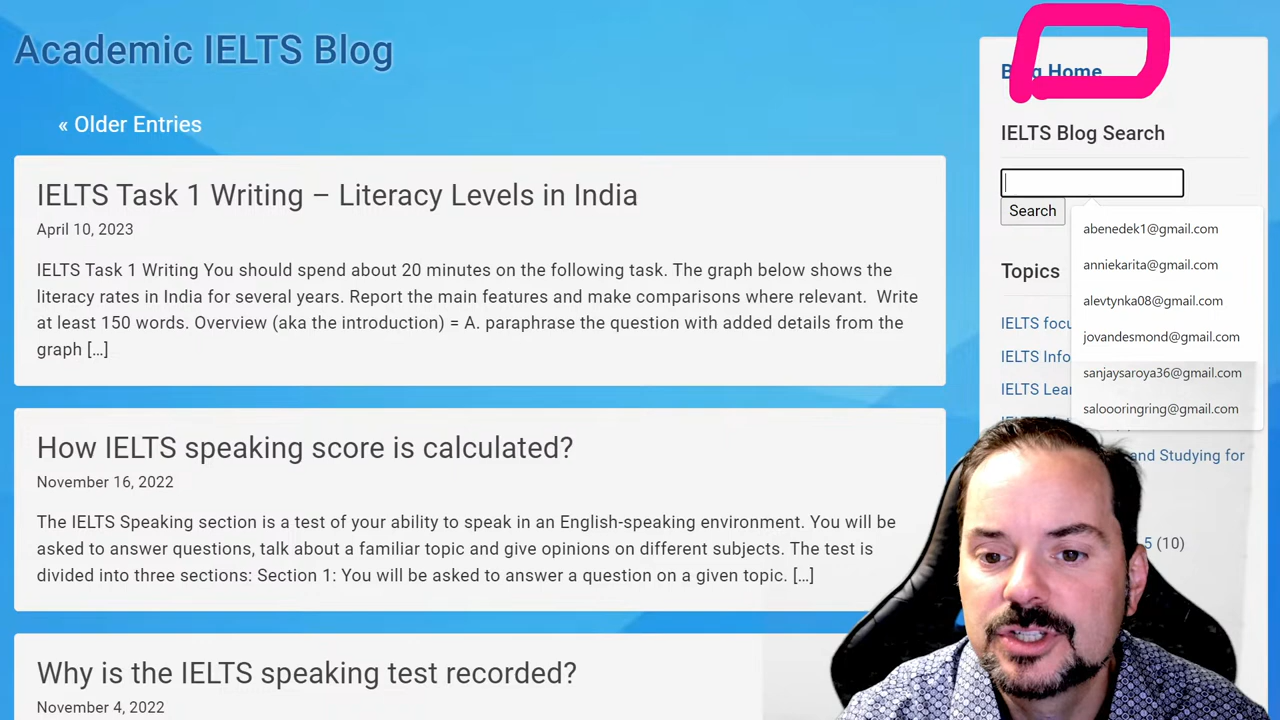 Academic IELTS Blog
« Older Entries
IELTS Task 1 Writing – Literacy Levels in India
April 10, 2023
IELTS Task 1 Writing You should spend about 20 minutes on the following task. The graph below shows the
literacy rates in India for several years. Report the main features and make comparisons where relevant. Write
at least 150 words. Overview (aka the introduction) = A. paraphrase the question with added details from the
graph [...]
How IELTS speaking score is calculated?
November 16, 2022
The IELTS Speaking section is a test of your ability to speak in an English-speaking environment. You will be
asked to answer questions, talk about a familiar topic and give opinions on different subjects. The test is
divided into three sections: Section 1: You will be asked to answer a question on a given topic. [...]
Why is the IELTS speaking test recorded?
November 4, 2022
Blog Home
IELTS Blog Search
Search
abenedek1@gmail.com
anniekarita@gmail.com
alevtynka08@gmail.com
jovandesmond@gmail.com
sanjaysaroya36@gmail.com
saloooringring@gmail.com
Topics
IELTS
IELTS Info
IELTS
and Studying for
5 (10)